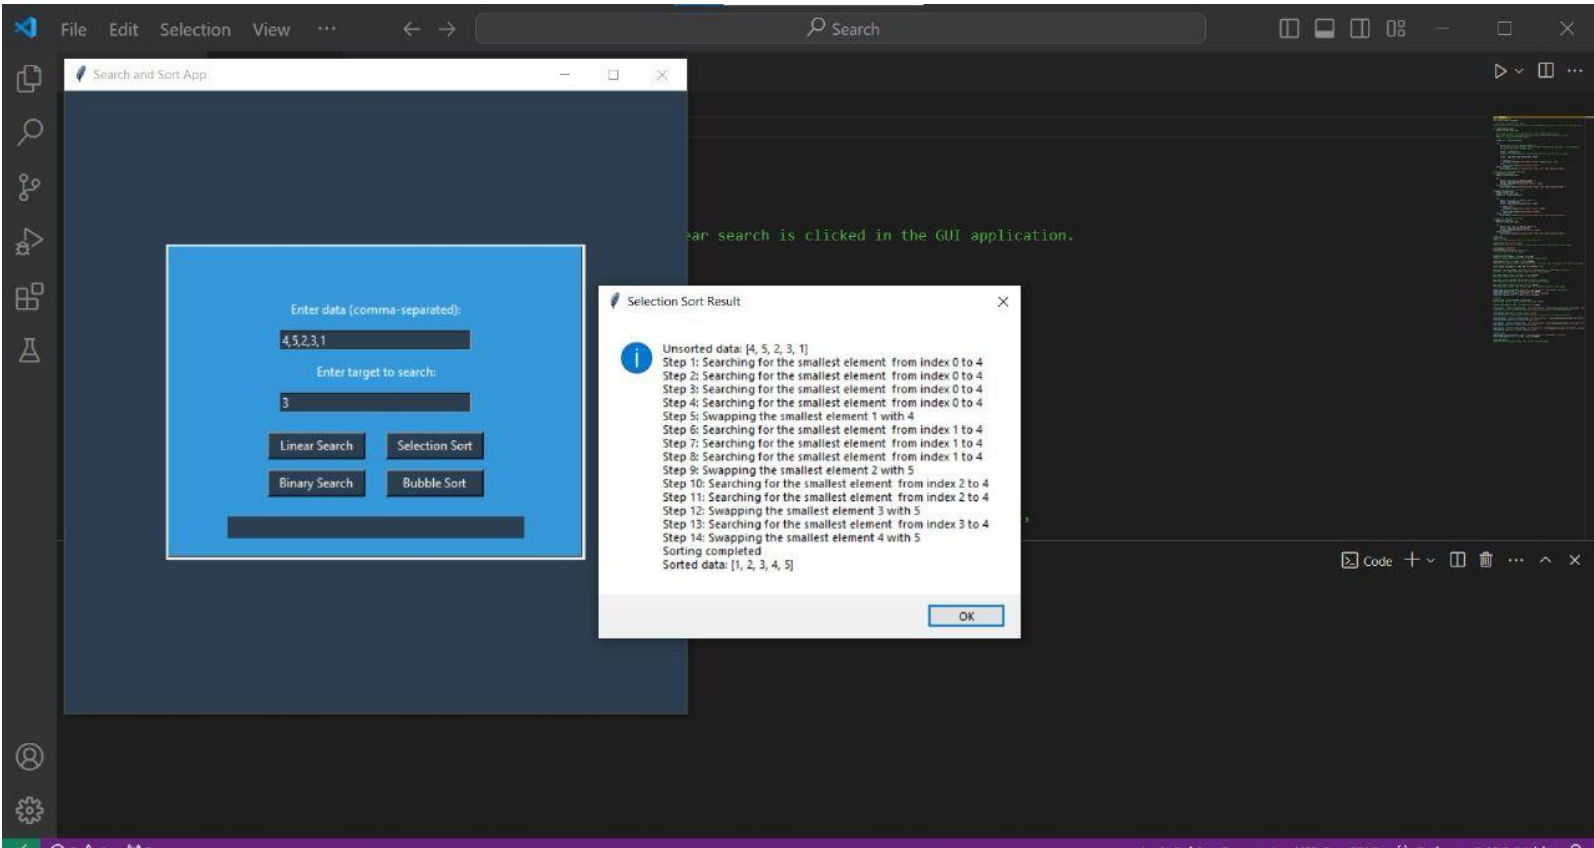 File Edit Selection View ···
Search
Search and Sort App
ear search is clicked in the GUI application.
Enter data (comma-separated):
4,5,2,3,1
Enter target to search:
3
Linear Search Selection Sort
Binary Search Bubble Sort
Selection Sort Result
Unsorted data: [4, 5, 2, 3, 1]
Step 1: Searching for the smallest element from index 0 to 4
Step 2: Searching for the smallest element from index 0 to 4
Step 3: Searching for the smallest element from index 0 to 4
Step 4: Searching for the smallest element from index 0 to 4
Step 5: Swapping the smallest element 1 with 4
Step 6: Searching for the smallest element from index 1 to 4
Step 7: Searching for the smallest element from index 1 to 4
Step 8: Searching for the smallest element from index 1 to 4
Step 9: Swapping the smallest element 2 with 5
Step 10: Searching for the smallest element from index 2 to 4
Step 11: Searching for the smallest element from index 2 to 4
Step 12: Swapping the smallest element 3 with 5
Step 13: Searching for the smallest element from index 3 to 4
Step 14: Swapping the smallest element 4 with 5
Sorting completed
Sorted data: [1, 2, 3, 4, 5]
OK
Code